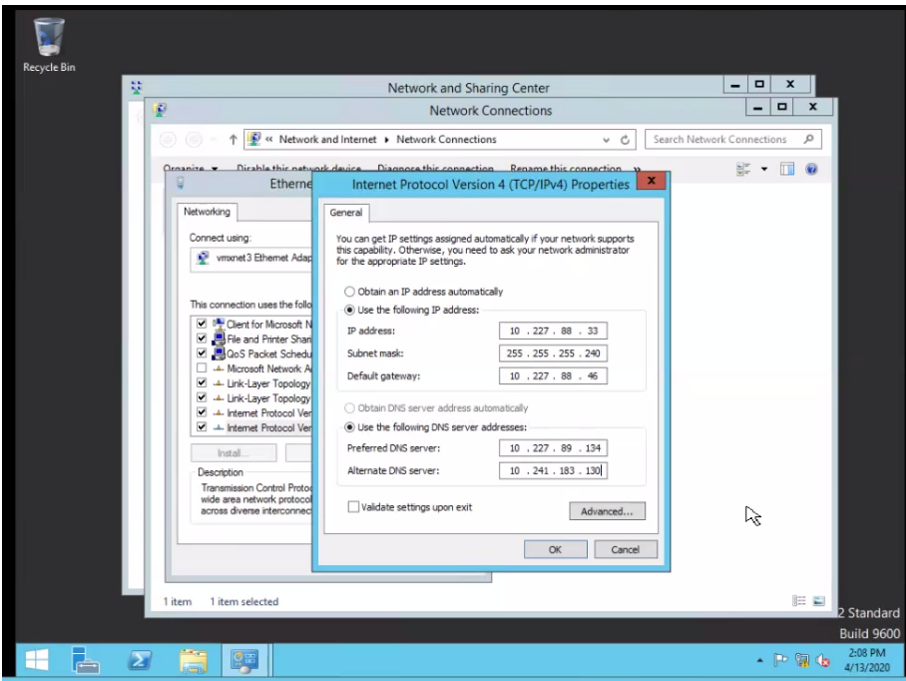 Recycle Bin
Network and Sharing Center
Network Connections
« Network and Internet Network Connections
Search Network Connections
Organize Disable this network device Diagnose this connection Rename this connection »
Etherne
Networking
Connect using:
vmxnet3 Ethernet Adap
This connection uses the follo
Client for Microsoft N
File and Printer Shar
QoS Packet Schedu
Microsoft Network A
Link-Layer Topology
Link-Layer Topology
Internet Protocol Ver
Internet Protocol Ver
Install...
Description
Transmission Control Proto
wide area network protocol
across diverse interconnec
Internet Protocol Version 4 (TCP/IPv4) Properties
General
You can get IP settings assigned automatically if your network supports
this capability. Otherwise, you need to ask your network administrator
for the appropriate IP settings.
Obtain an IP address automatically
Use the following IP address:
IP address: 10 . 227 . 88 . 33
Subnet mask: 255 . 255 . 255 . 240
Default gateway: 10 . 227 . 88 . 46
Obtain DNS server address automatically
Use the following DNS server addresses:
Preferred DNS server: 10 . 227 . 89 . 134
Alternate DNS server: 10 . 241 . 183 . 130
Validate settings upon exit
Advanced...
OK Cancel
1 item 1 item selected
2 Standard
Build 9600
2:08 PM
4/13/2020